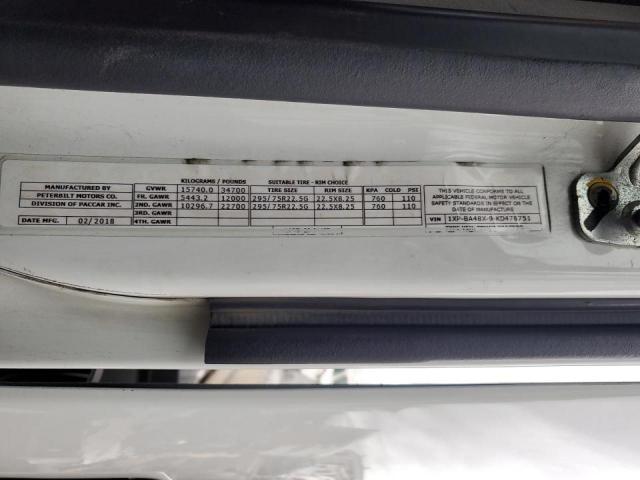 KILOGRAMS / POUNDS SUITABLE TIRE - RIM CHOICE
MANUFACTURED BY
PETERBILT MOTORS CO.
DIVISION OF PACCAR INC.
DATE MFG. 02/2018
GVWR 15740.0 34700 TIRE SIZE RIM SIZE KPA COLD PSI
FR. GAWR 5443.2 12000 295/75R22.5G 22.5X8.25 760 110
2ND. GAWR 10296.7 22700 295/75R22.5G 22.5X8.25 760 110
3RD. GAWR
4TH. GAWR
THIS VEHICLE CONFORMS TO ALL
APPLICABLE FEDERAL MOTOR VEHICLE
SAFETY STANDARDS IN EFFECT ON THE
DATE OF MANUFACTURE
VIN 1XP-BA48X-9-KD478751